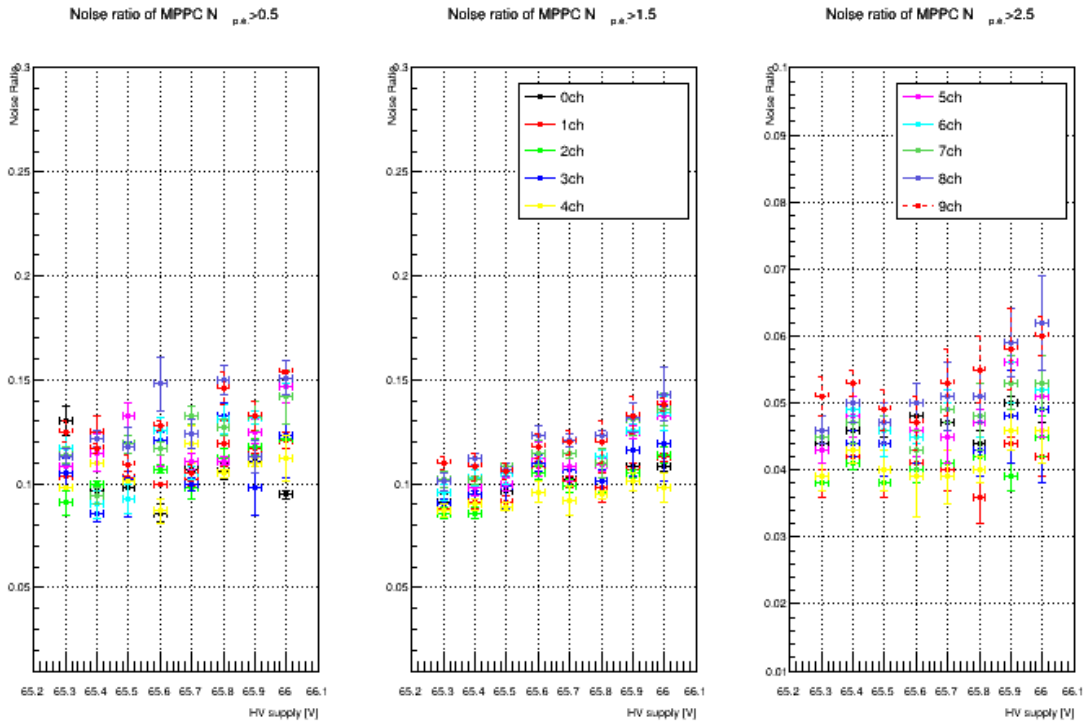 Noise ratio of MPPC N p.e.>0.5
Noise Ratio
0.3
0.25
0.2
0.15
0.1
0.05
65.2 65.3 65.4 65.5 65.6 65.7 65.8 65.9 66 66.1
HV supply [V]
Noise ratio of MPPC N p.e.>1.5
Noise Ratio
0.3
0.25
0.2
0.15
0.1
0.05
0ch
1ch
2ch
3ch
4ch
65.2 65.3 65.4 65.5 65.6 65.7 65.8 65.9 66 66.1
HV supply [V]
Noise ratio of MPPC N p.e.>2.5
Noise Ratio
0.1
0.09
0.08
0.07
0.06
0.05
0.04
0.03
0.02
0.01
5ch
6ch
7ch
8ch
9ch
65.2 65.3 65.4 65.5 65.6 65.7 65.8 65.9 66 66.1
HV supply [V]